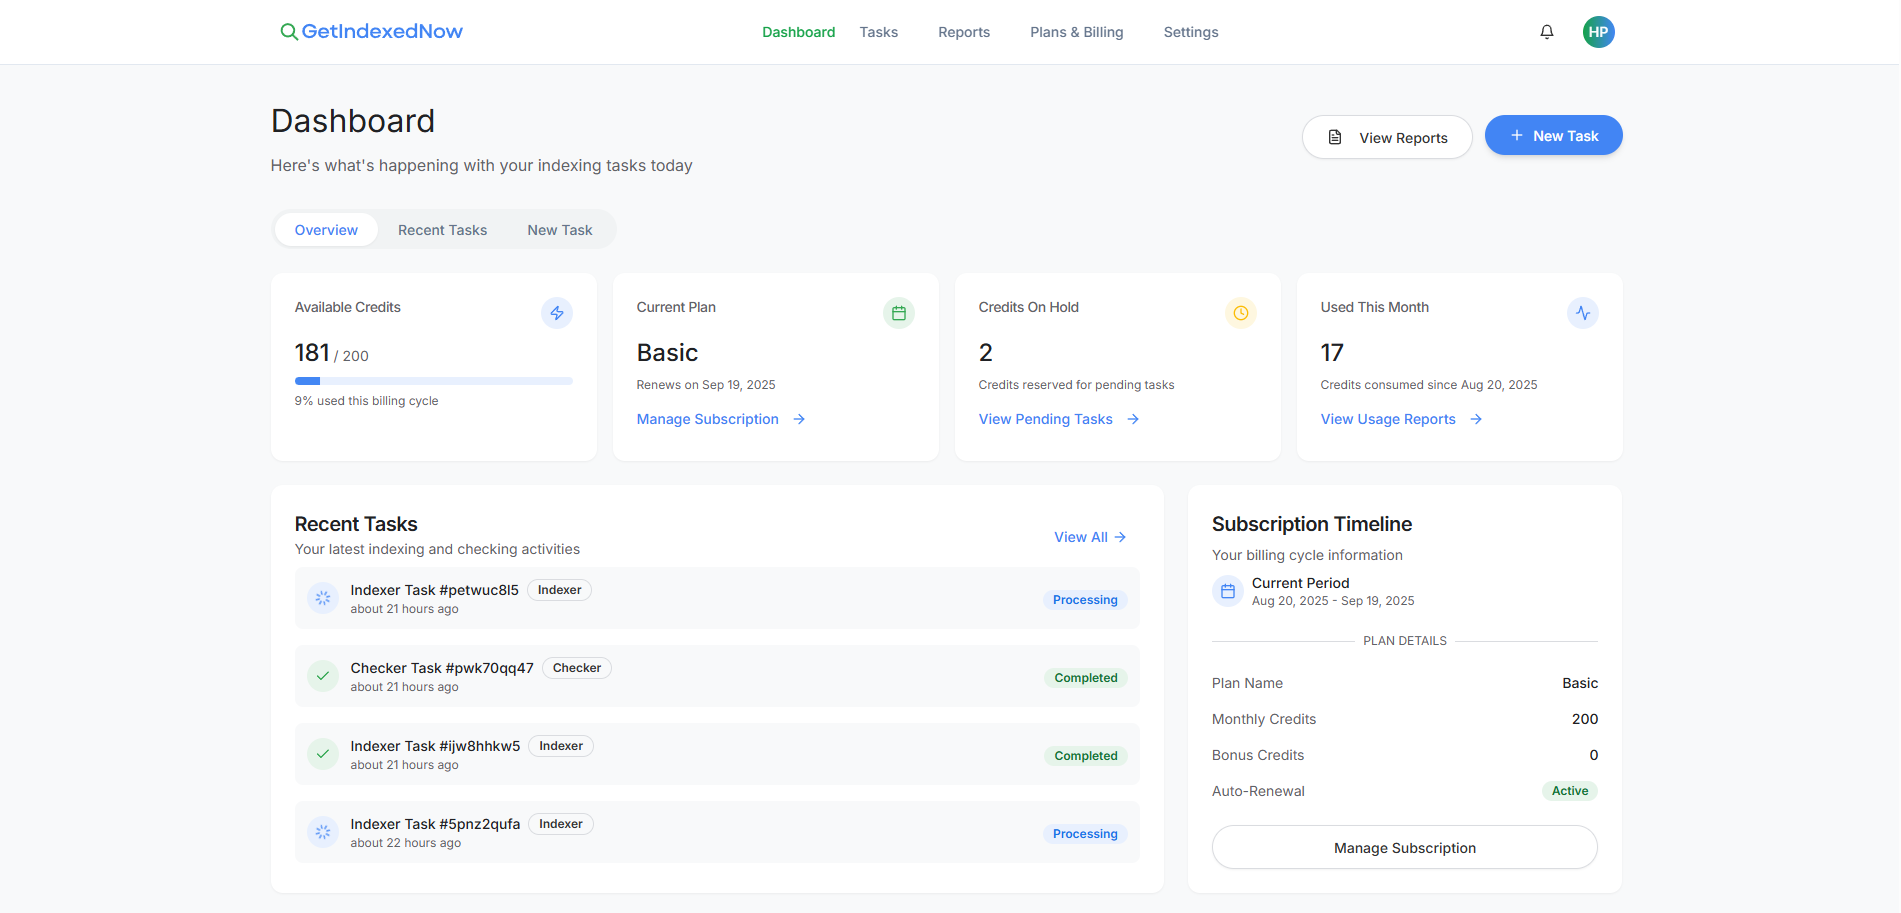 GetIndexedNow
Dashboard Tasks Reports Plans & Billing Settings
HP
Dashboard
Here's what's happening with your indexing tasks today
View Reports
New Task
Overview Recent Tasks New Task
Available Credits
181 / 200
9% used this billing cycle
Current Plan
Basic
Renews on Sep 19, 2025
Manage Subscription
Credits On Hold
2
Credits reserved for pending tasks
View Pending Tasks
Used This Month
17
Credits consumed since Aug 20, 2025
View Usage Reports
Recent Tasks
Your latest indexing and checking activities
View All
Indexer Task #petwuc8l5 Indexer
about 21 hours ago
Processing
Checker Task #pwk70qq47 Checker
about 21 hours ago
Completed
Indexer Task #ijw8hhkw5 Indexer
about 21 hours ago
Completed
Indexer Task #5pnz2qufa Indexer
about 22 hours ago
Processing
Subscription Timeline
Your billing cycle information
Current Period
Aug 20, 2025 - Sep 19, 2025
PLAN DETAILS
Plan Name Basic
Monthly Credits 200
Bonus Credits 0
Auto-Renewal Active
Manage Subscription